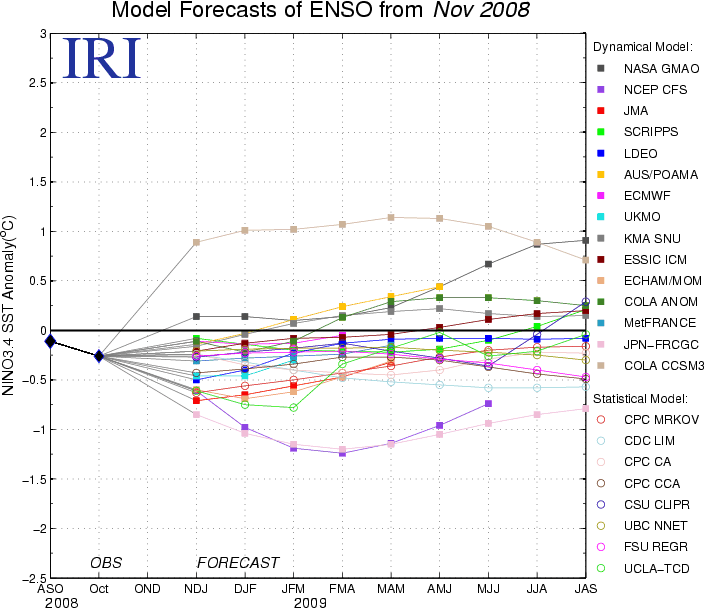 Model Forecasts of ENSO from Nov 2008
IRI
NINO3.4 SST Anomaly(°C)
3
2.5
2
1.5
1
0.5
0
−0.5
−1
−1.5
−2
−2.5
OBS
FORECAST
ASO
Oct
OND
NDJ
DJF
JFM
FMA
MAM
AMJ
MJJ
JJA
JAS
2008
2009
Dynamical Model:
NASA GMAO
NCEP CFS
JMA
SCRIPPS
LDEO
AUS/POAMA
ECMWF
UKMO
KMA SNU
ESSIC ICM
ECHAM/MOM
COLA ANOM
MetFRANCE
JPN−FRCGC
COLA CCSM3
Statistical Model:
CPC MRKOV
CDC LIM
CPC CA
CPC CCA
CSU CLIPR
UBC NNET
FSU REGR
UCLA−TCD